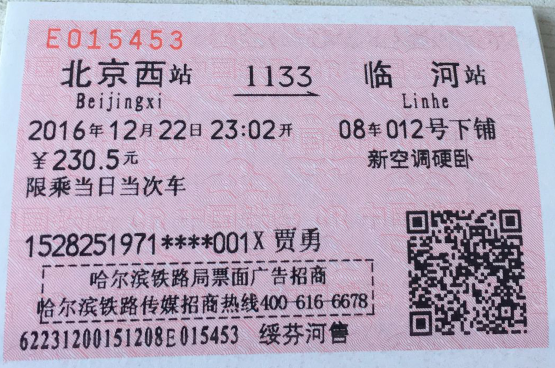 E015453
北京西站 1133 临河站
Beijingxi Linhe
2016年12月22日23:02开 08车012号下铺
￥230.5元 新空调硬卧
限乘当日当次车
1528251971****001X 贾勇
哈尔滨铁路局票面广告招商
哈尔滨铁路传媒招商热线400-616-6678
62231200151208E015453 绥芬河售